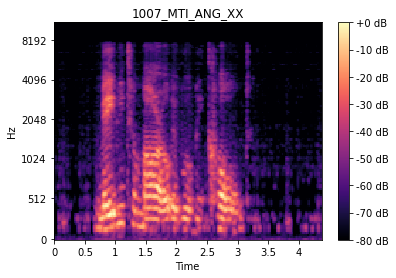 1007_MTI_ANG_XX
Hz
8192
4096
2048
1024
512
0
0 0.5 1 1.5 2 2.5 3 3.5 4
Time
+0 dB
-10 dB
-20 dB
-30 dB
-40 dB
-50 dB
-60 dB
-70 dB
-80 dB